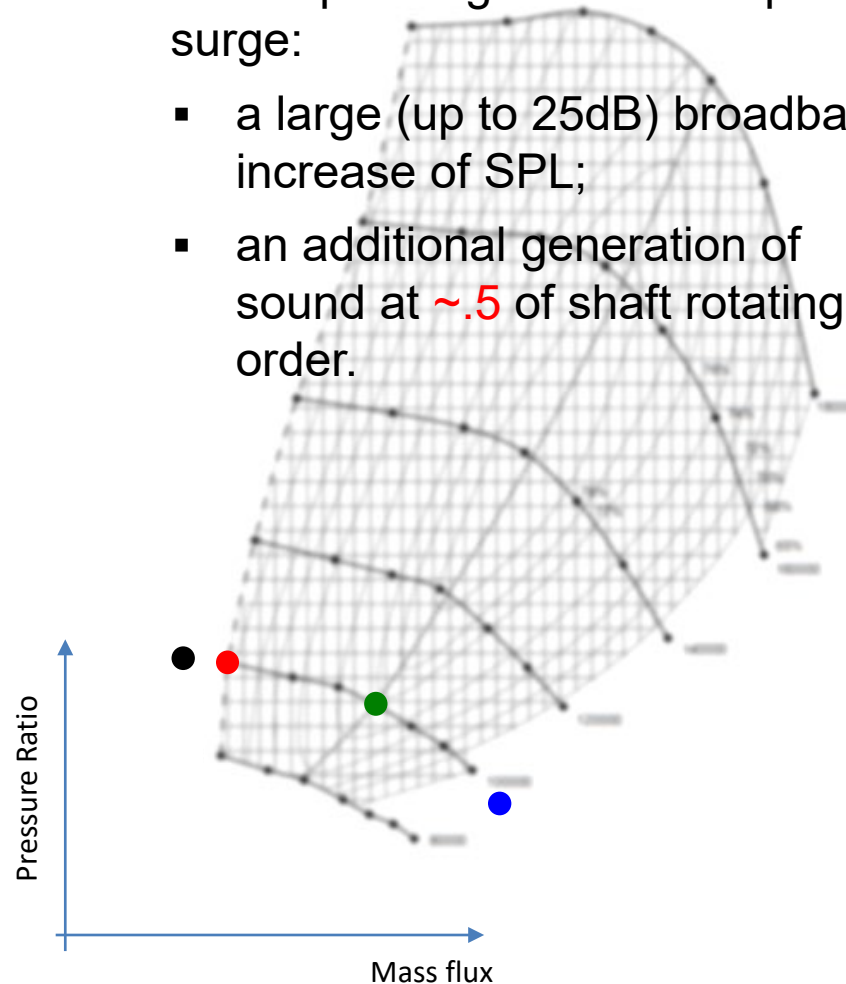 surge:
▪ a large (up to 25dB) broadba
increase of SPL;
▪ an additional generation of
sound at ~.5 of shaft rotating
order.
Pressure Ratio
Mass flux